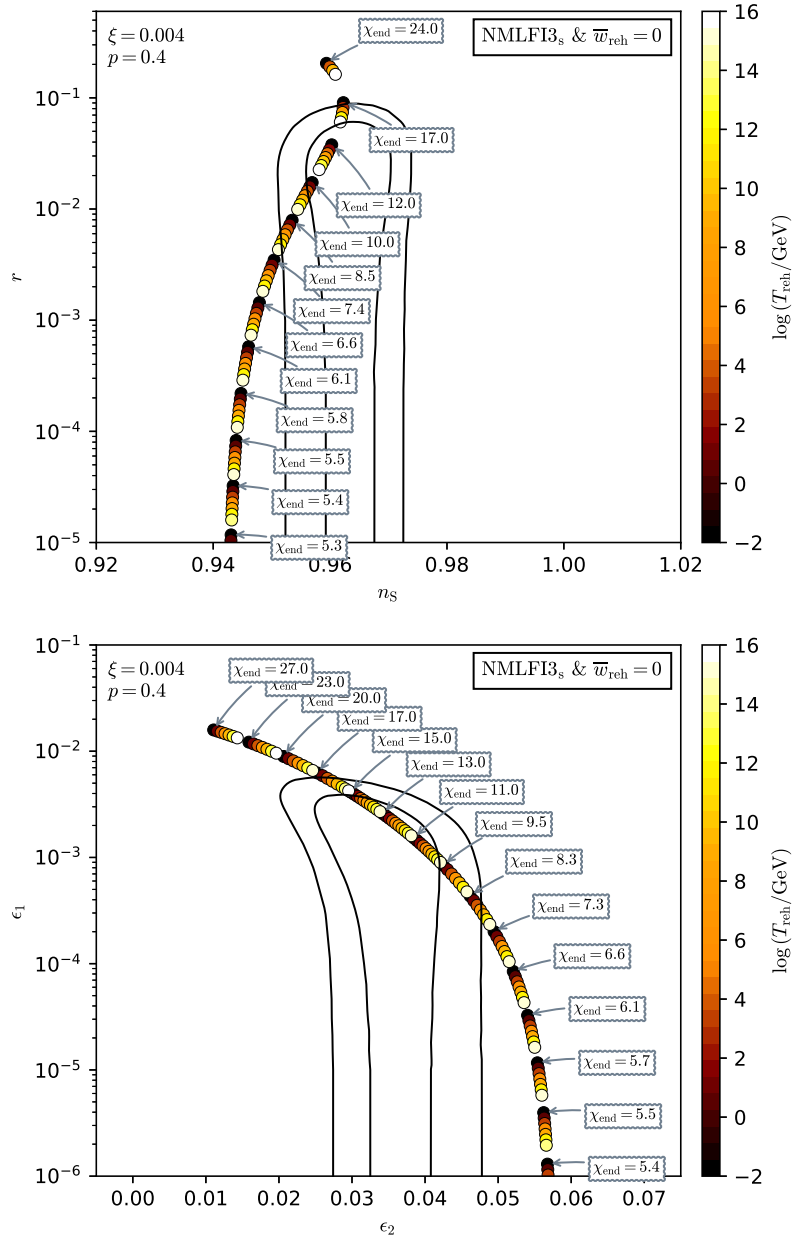 ξ = 0.004
p = 0.4
NMLFI3s & w̅reh = 0
χend = 24.0
χend = 17.0
χend = 12.0
χend = 10.0
χend = 8.5
χend = 7.4
χend = 6.6
χend = 6.1
χend = 5.8
χend = 5.5
χend = 5.4
χend = 5.3
10⁻¹
10⁻²
10⁻³
10⁻⁴
10⁻⁵
r
0.92 0.94 0.96 0.98 1.00 1.02
nS
16
14
12
10
8
6
4
2
0
−2
log (Treh/GeV)
ξ = 0.004
p = 0.4
NMLFI3s & w̅reh = 0
χend = 27.0
χend = 23.0
χend = 20.0
χend = 17.0
χend = 15.0
χend = 13.0
χend = 11.0
χend = 9.5
χend = 8.3
χend = 7.3
χend = 6.6
χend = 6.1
χend = 5.7
χend = 5.5
χend = 5.4
10⁻¹
10⁻²
10⁻³
10⁻⁴
10⁻⁵
10⁻⁶
ϵ1
0.00 0.01 0.02 0.03 0.04 0.05 0.06 0.07
ϵ2
16
14
12
10
8
6
4
2
0
−2
log (Treh/GeV)